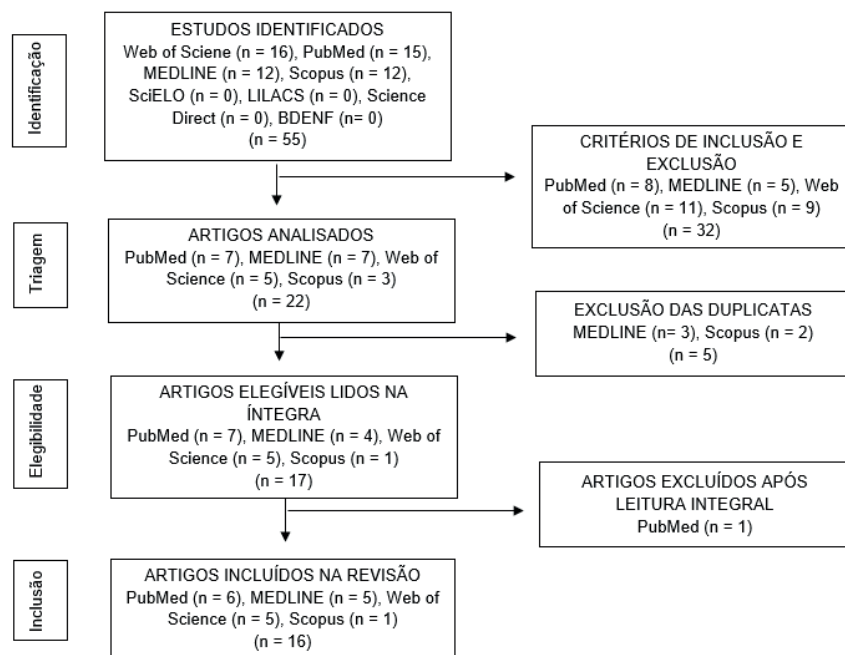 Identificação
ESTUDOS IDENTIFICADOS
Web of Sciene (n = 16), PubMed (n = 15),
MEDLINE (n = 12), Scopus (n = 12),
SciELO (n = 0), LILACS (n = 0), Science
Direct (n = 0), BDENF (n= 0)
(n = 55)
CRITÉRIOS DE INCLUSÃO E
EXCLUSÃO
PubMed (n = 8), MEDLINE (n = 5), Web
of Science (n = 11), Scopus (n = 9)
(n = 32)
Triagem
ARTIGOS ANALISADOS
PubMed (n = 7), MEDLINE (n = 7), Web of
Science (n = 5), Scopus (n = 3)
(n = 22)
EXCLUSÃO DAS DUPLICATAS
MEDLINE (n= 3), Scopus (n = 2)
(n = 5)
Elegibilidade
ARTIGOS ELEGÍVEIS LIDOS NA
ÍNTEGRA
PubMed (n = 7), MEDLINE (n = 4), Web of
Science (n = 5), Scopus (n = 1)
(n = 17)
ARTIGOS EXCLUÍDOS APÓS
LEITURA INTEGRAL
PubMed (n = 1)
Inclusão
ARTIGOS INCLUÍDOS NA REVISÃO
PubMed (n = 6), MEDLINE (n = 5), Web of
Science (n = 5), Scopus (n = 1)
(n = 16)